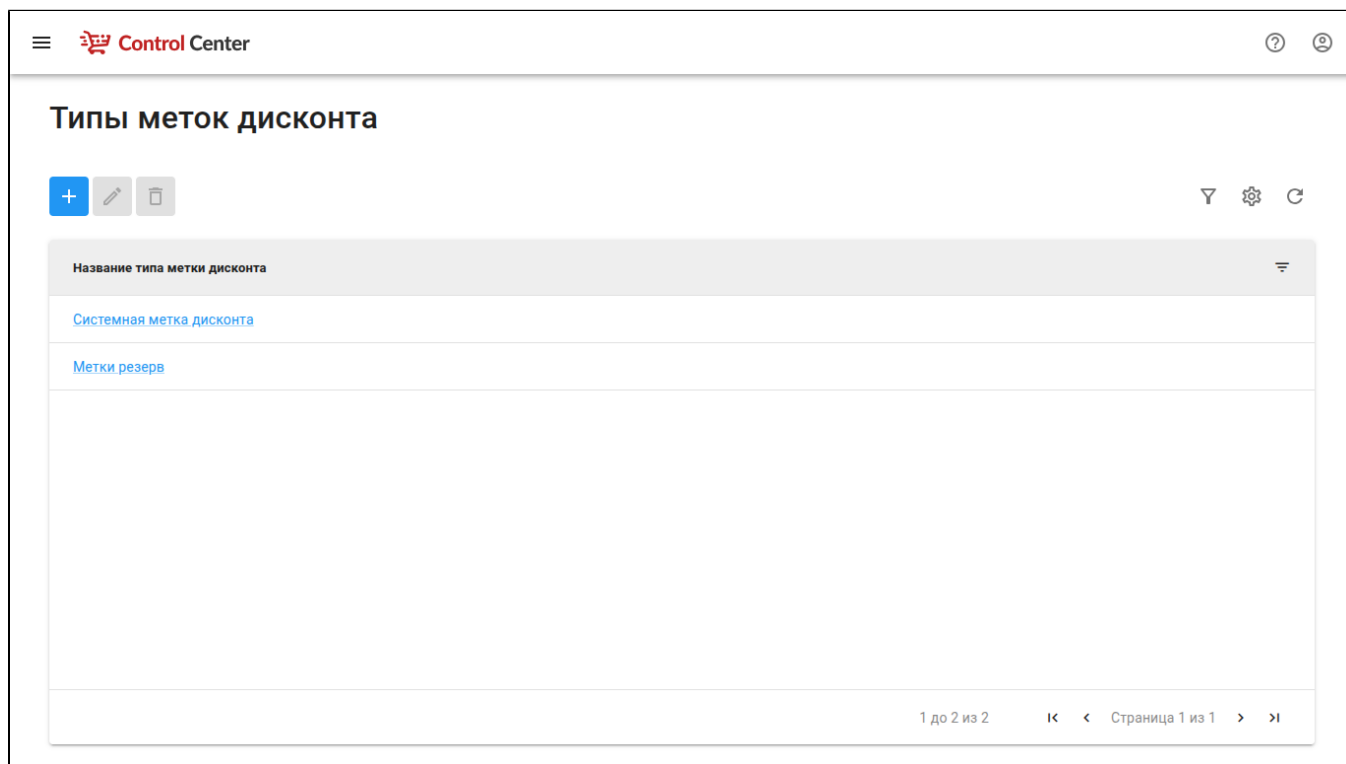 Control Center
Типы меток дисконта
Название типа метки дисконта
Системная метка дисконта
Метки резерв
1 до 2 из 2 Страница 1 из 1